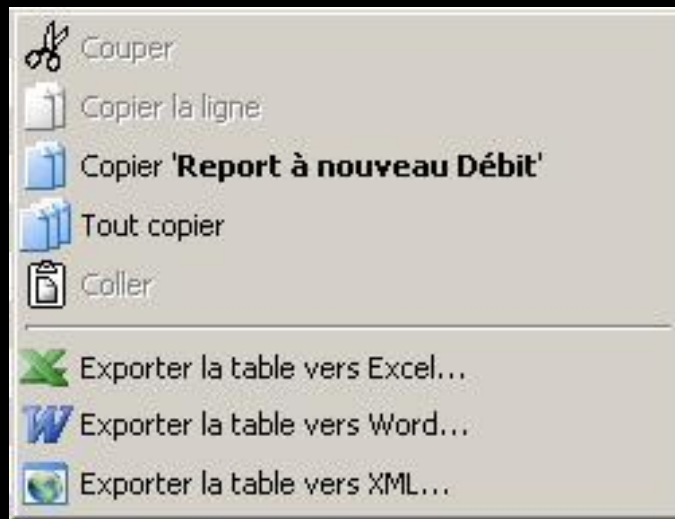 Couper
Copier la ligne
Copier 'Report à nouveau Débit'
Tout copier
Coller
Exporter la table vers Excel...
Exporter la table vers Word...
Exporter la table vers XML...